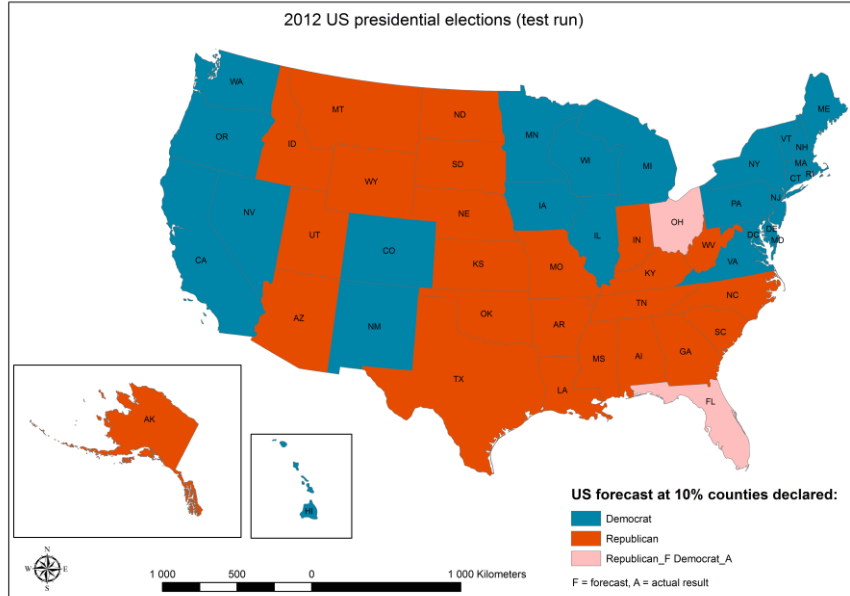 2012 US presidential elections (test run)
WA
MT
ND
ME
OR
ID
MN
VT
NH
SD
WI
MI
NY
MA
CT RI
WY
NV
NE
IA
PA
NJ
UT
CO
IL
IN
OH
DC
DE
MD
WV
VA
CA
KS
MO
KY
AZ
NM
OK
AR
TN
NC
SC
MS
Al
GA
TX
LA
FL
AK
HI
US forecast at 10% counties declared:
Democrat
Republican
Republican_F Democrat_A
F = forecast, A = actual result
N
W E
S
1 000 500 0 1 000 Kilometers